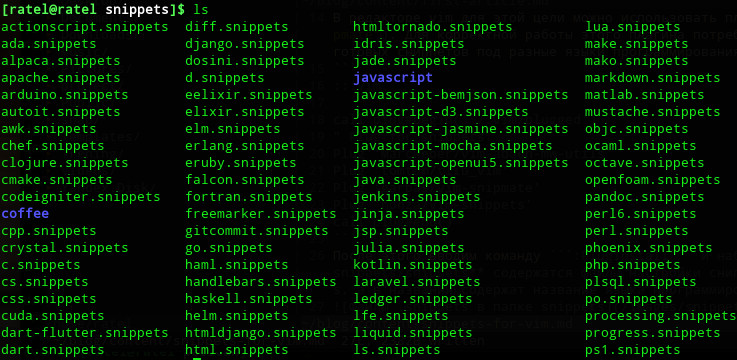 [ratel@ratel snippets]$ ls
actionscript.snippets diff.snippets htmltornado.snippets lua.snippets
ada.snippets django.snippets idris.snippets make.snippets
alpaca.snippets dosini.snippets jade.snippets mako.snippets
apache.snippets d.snippets javascript markdown.snippets
arduino.snippets eelixir.snippets javascript-bemjson.snippets matlab.snippets
autoit.snippets elixir.snippets javascript-d3.snippets mustache.snippets
awk.snippets elm.snippets javascript-jasmine.snippets objc.snippets
chef.snippets erlang.snippets javascript-mocha.snippets ocaml.snippets
clojure.snippets eruby.snippets javascript-openui5.snippets octave.snippets
cmake.snippets falcon.snippets java.snippets openfoam.snippets
codeigniter.snippets fortran.snippets jenkins.snippets pandoc.snippets
coffee freemarker.snippets jinja.snippets perl6.snippets
cpp.snippets gitcommit.snippets jsp.snippets perl.snippets
crystal.snippets go.snippets julia.snippets phoenix.snippets
c.snippets haml.snippets kotlin.snippets php.snippets
cs.snippets handlebars.snippets laravel.snippets plsql.snippets
css.snippets haskell.snippets ledger.snippets po.snippets
cuda.snippets helm.snippets lfe.snippets processing.snippets
dart-flutter.snippets htmldjango.snippets liquid.snippets progress.snippets
dart.snippets html.snippets ls.snippets ps1.snippets